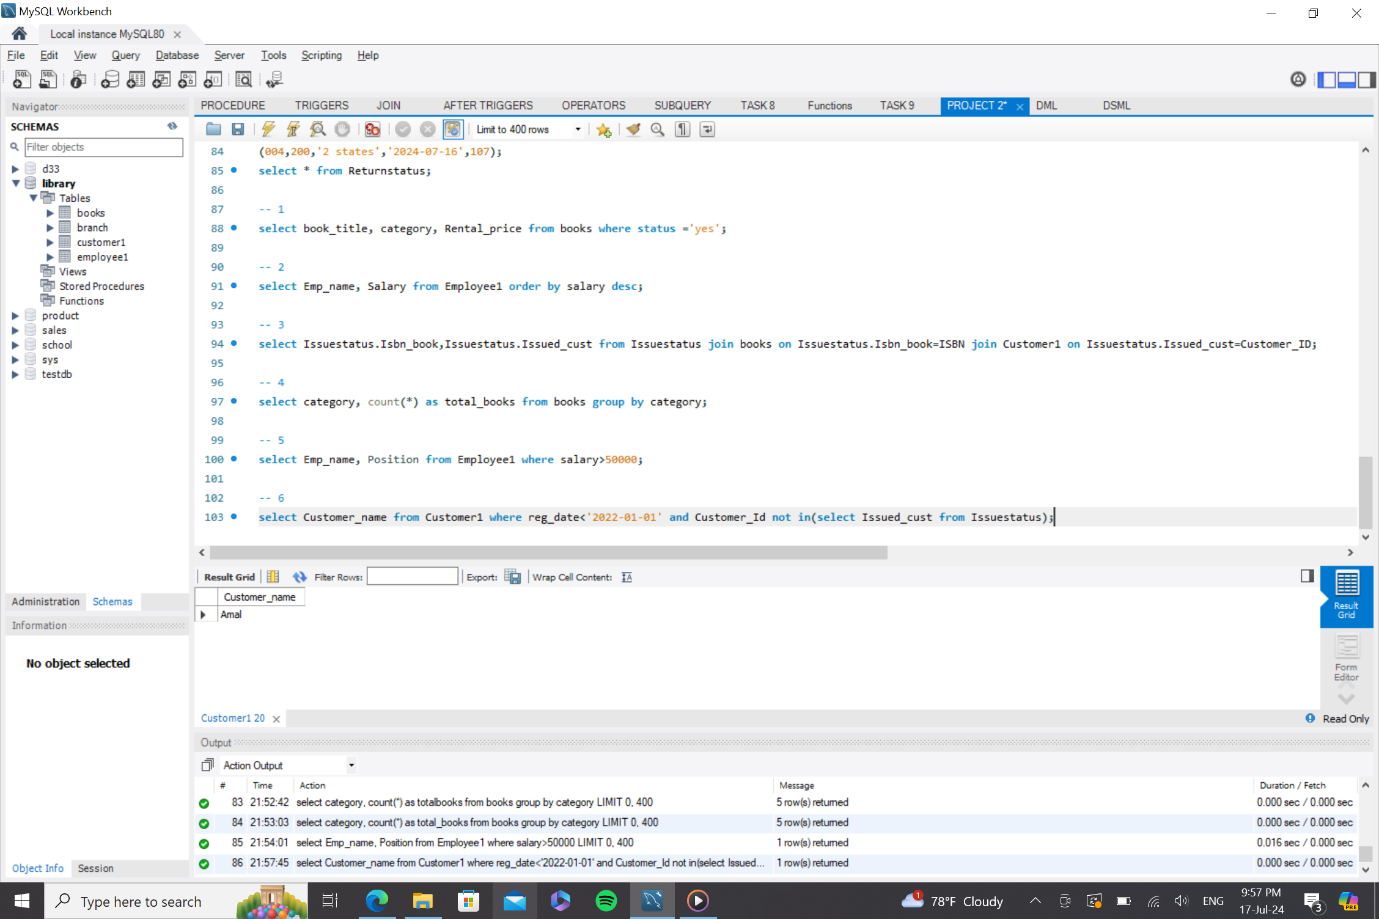 MySQL Workbench
Local instance MySQL80
File Edit View Query Database Server Tools Scripting Help
Navigator
SCHEMAS
Filter objects
d33
library
Tables
books
branch
customer1
employee1
Views
Stored Procedures
Functions
product
sales
school
sys
testdb
Administration Schemas
Information
No object selected
Object Info Session
PROCEDURE TRIGGERS JOIN AFTER TRIGGERS OPERATORS SUBQUERY TASK 8 Functions TASK 9 PROJECT 2* DML DSML
Limit to 400 rows
84 (004,200,'2 states','2024-07-16',107);
85 select * from Returnstatus;
86
87 -- 1
88 select book_title, category, Rental_price from books where status ='yes';
89
90 -- 2
91 select Emp_name, Salary from Employee1 order by salary desc;
92
93 -- 3
94 select Issuestatus.Isbn_book,Issuestatus.Issued_cust from Issuestatus join books on Issuestatus.Isbn_book=ISBN join Customer1 on Issuestatus.Issued_cust=Customer_ID;
95
96 -- 4
97 select category, count(*) as total_books from books group by category;
98
99 -- 5
100 select Emp_name, Position from Employee1 where salary>50000;
101
102 -- 6
103 select Customer_name from Customer1 where reg_date<'2022-01-01' and Customer_Id not in(select Issued_cust from Issuestatus);
Result Grid Filter Rows: Export: Wrap Cell Content:
Customer_name
Amal
Result Grid
Form Editor
Customer1 20
Read Only
Output
Action Output
# Time Action Message Duration / Fetch
83 21:52:42 select category, count(*) as totalbooks from books group by category LIMIT 0, 400 5 row(s) returned 0.000 sec / 0.000 sec
84 21:53:03 select category, count(*) as total_books from books group by category LIMIT 0, 400 5 row(s) returned 0.000 sec / 0.000 sec
85 21:54:01 select Emp_name, Position from Employee1 where salary>50000 LIMIT 0, 400 1 row(s) returned 0.016 sec / 0.000 sec
86 21:57:45 select Customer_name from Customer1 where reg_date<'2022-01-01' and Customer_Id not in(select Issued... 1 row(s) returned 0.000 sec / 0.000 sec
Type here to search
1
78°F Cloudy
ENG
9:57 PM
17-Jul-24
3
PRE